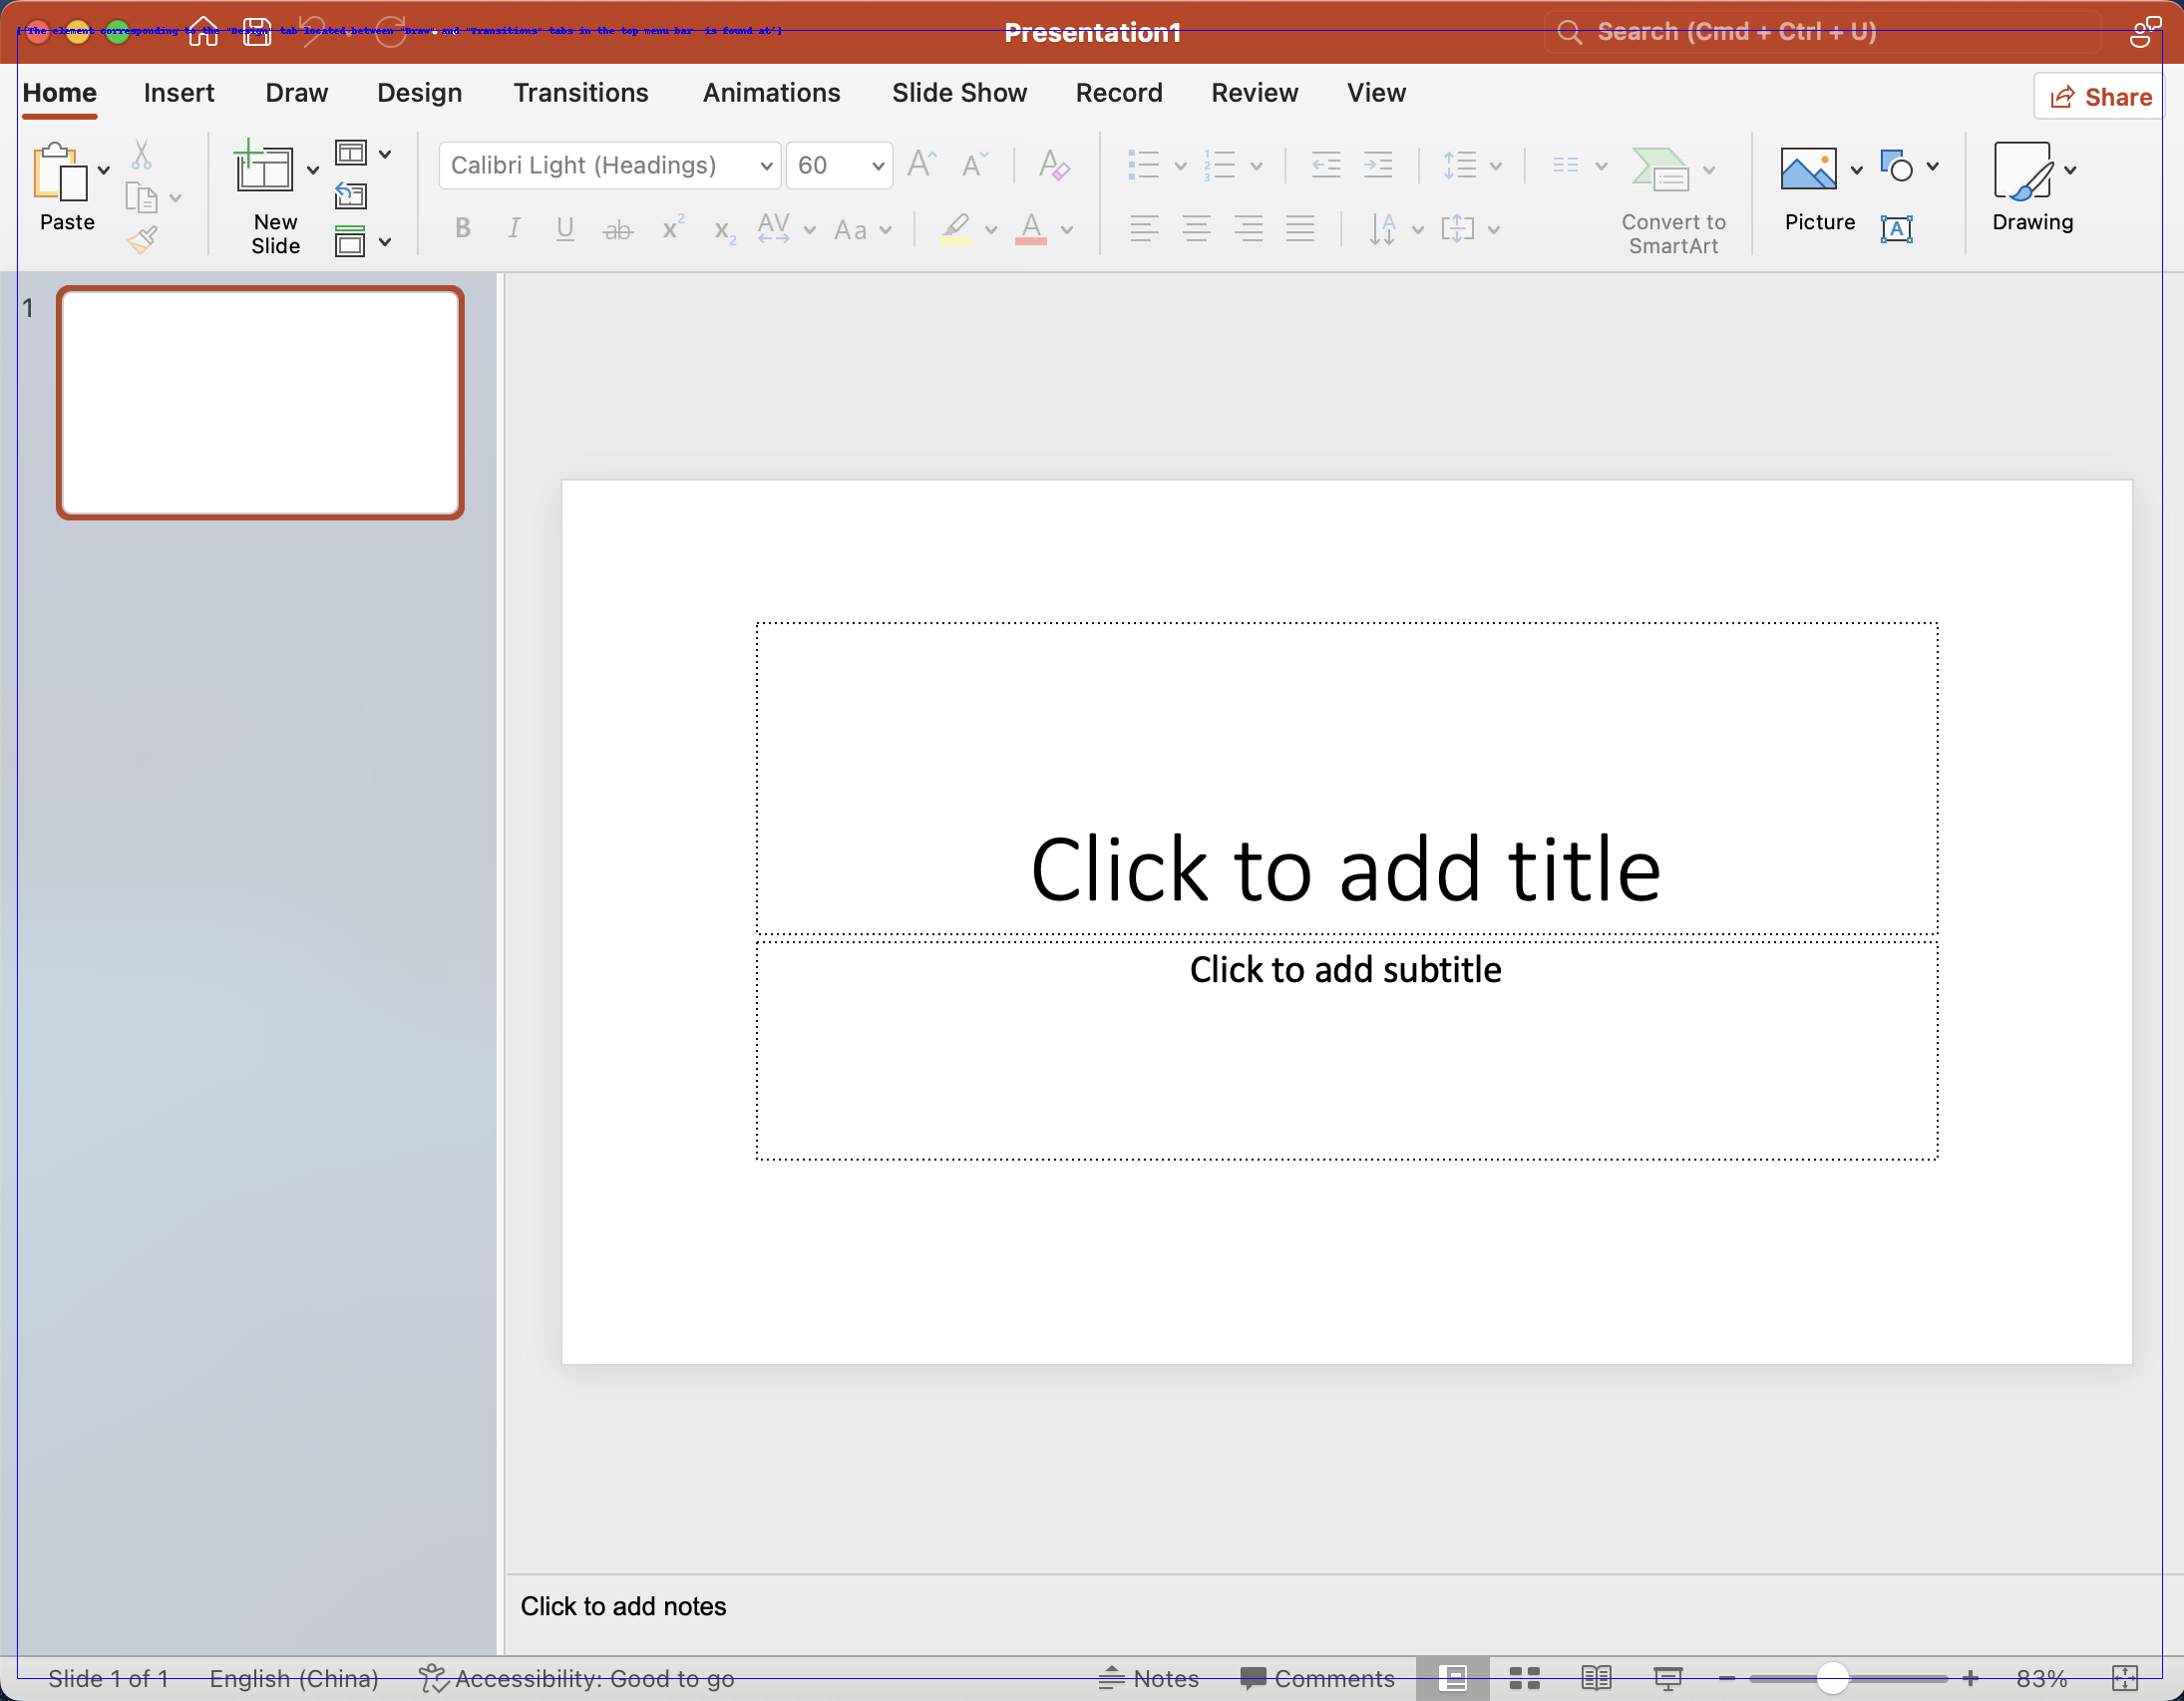 ['The element corresponding to the "Design" tab located between "Draw" and "Transitions" tabs in the top menu bar is found at']
Presentation1
Search (Cmd + Ctrl + U)
Home Insert Draw Design Transitions Animations Slide Show Record Review View
Share
Calibri Light (Headings) 60
Paste
New
Slide
Convert to
SmartArt
Picture
Drawing
1
Click to add title
Click to add subtitle
Click to add notes
Slide 1 of 1 English (China) Accessibility: Good to go Notes Comments 83%